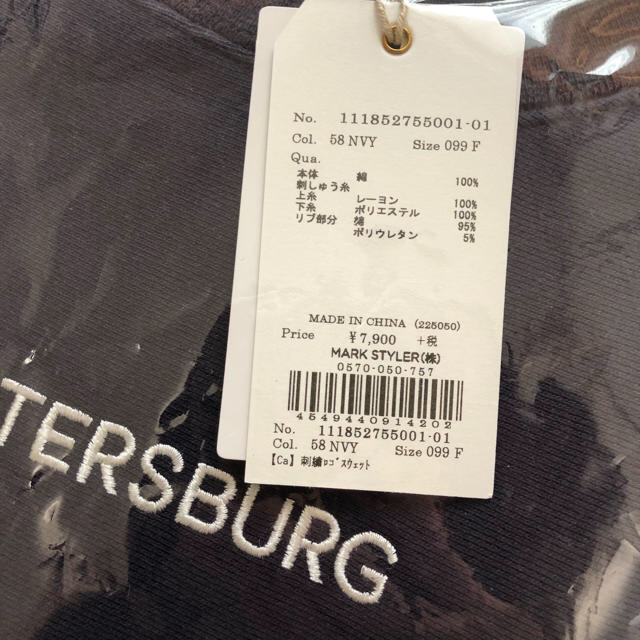 No. 111852755001-01
Col. 58 NVY Size 099 F
Qua.
本体 綿 100%
刺しゅう糸
上糸 レーヨン 100%
下糸 ポリエステル 100%
リブ部分 綿 95%
ポリウレタン 5%
MADE IN CHINA (225050)
Price ¥7,900 +税
MARK STYLER(株)
0570-050-757
4549440914202
No. 111852755001-01
Col. 58 NVY Size 099 F
【Ca】刺繍ﾛｺﾞｽｳｪｯﾄ
TERSBURG